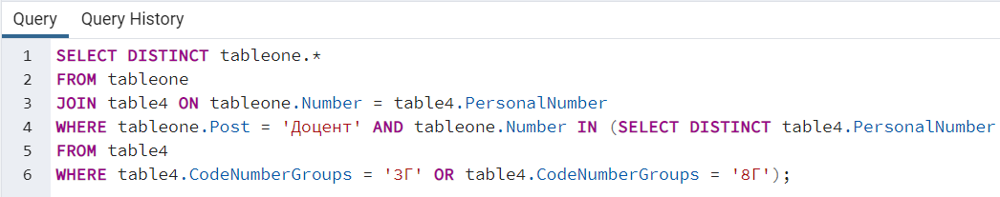 Query Query History
1 SELECT DISTINCT tableone.*
2 FROM tableone
3 JOIN table4 ON tableone.Number = table4.PersonalNumber
4 WHERE tableone.Post = 'Доцент' AND tableone.Number IN (SELECT DISTINCT table4.PersonalNumber
5 FROM table4
6 WHERE table4.CodeNumberGroups = '3Г' OR table4.CodeNumberGroups = '8Г');